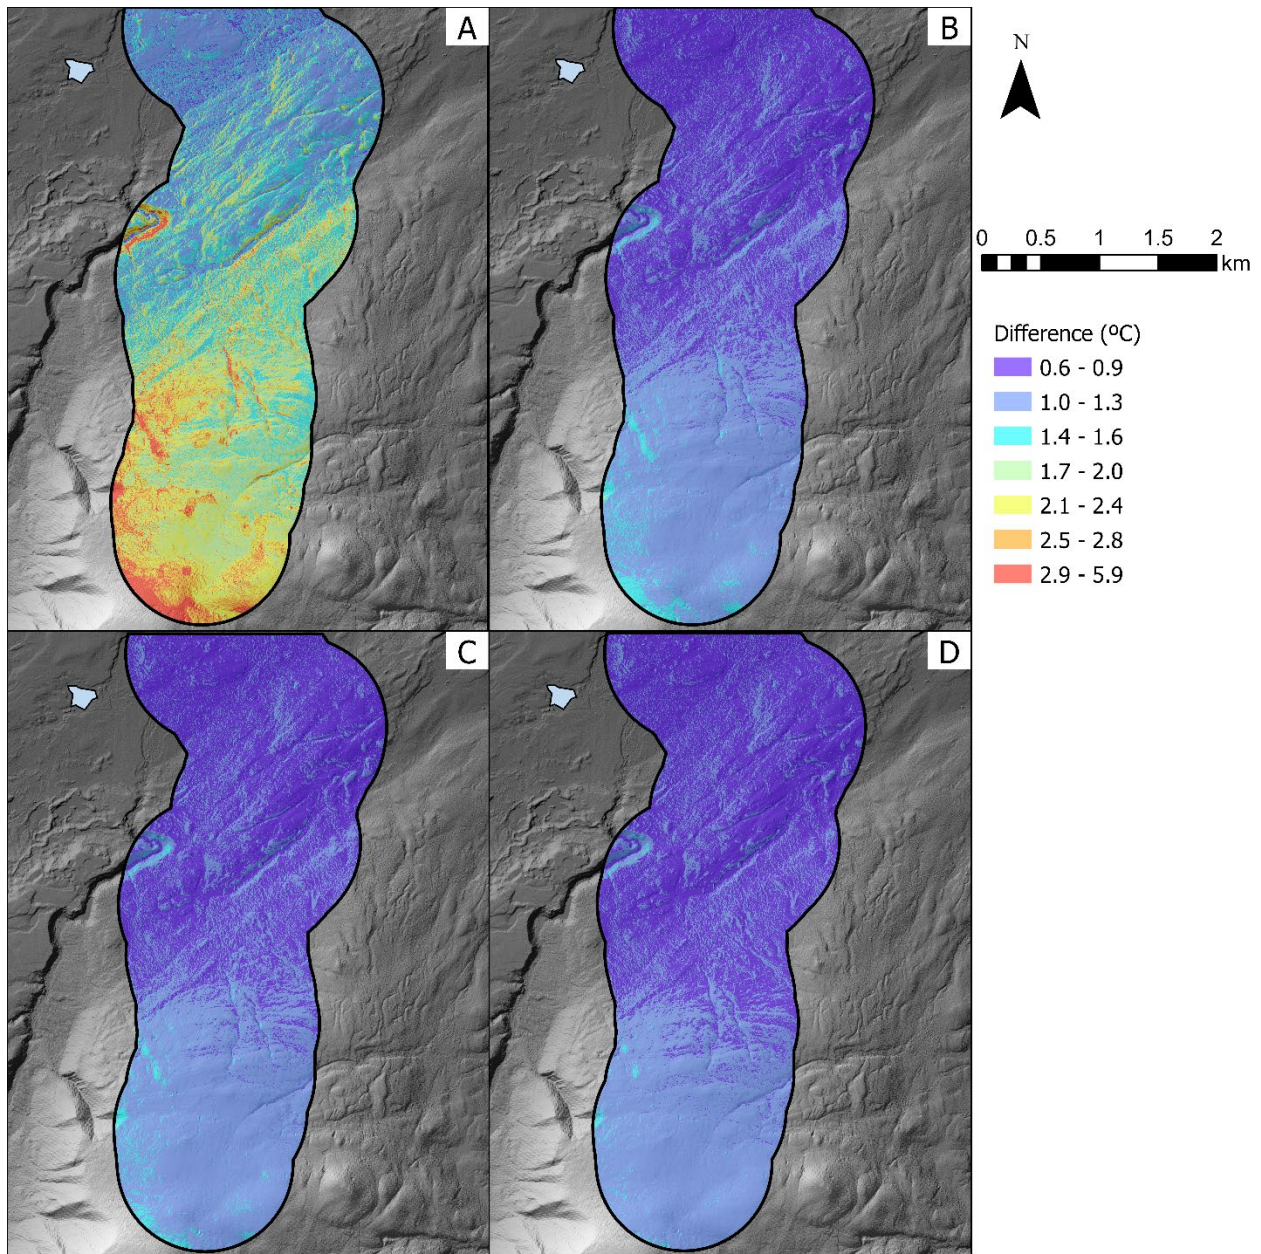 A
B
N
0 0.5 1 1.5 2
km
Difference (ºC)
0.6 - 0.9
1.0 - 1.3
1.4 - 1.6
1.7 - 2.0
2.1 - 2.4
2.5 - 2.8
2.9 - 5.9
C
D